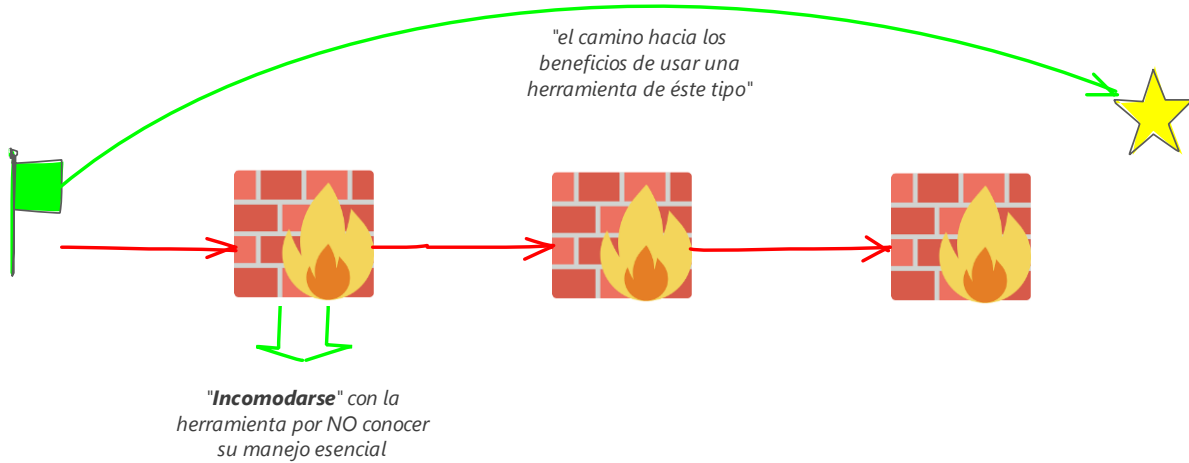 "el camino hacia los
beneficios de usar una
herramienta de éste tipo"
"Incomodarse" con la
herramienta por NO conocer
su manejo esencial